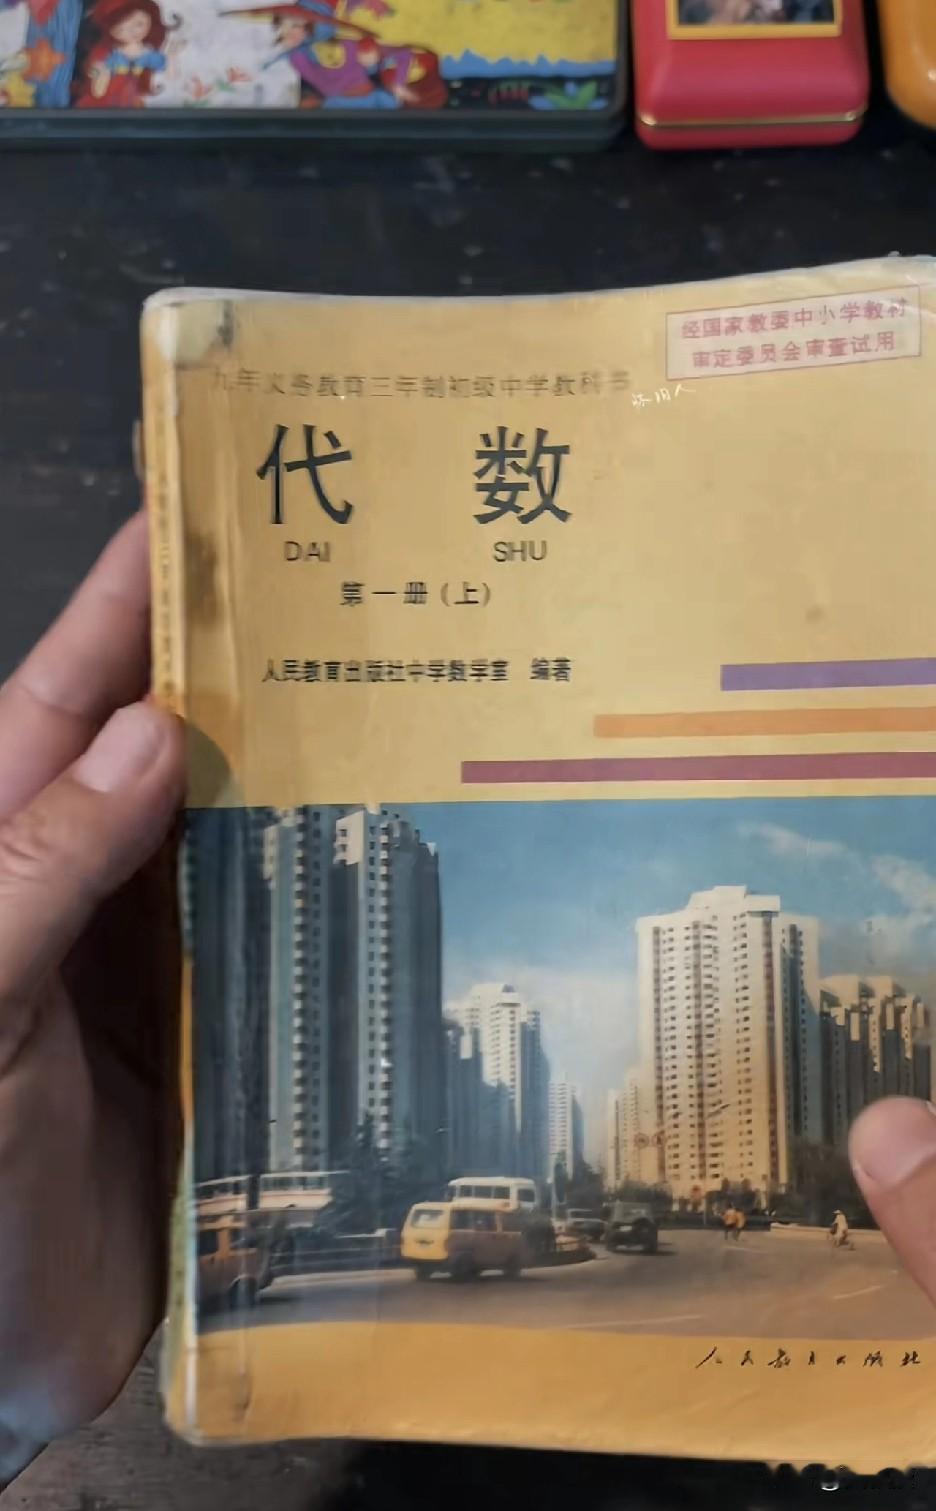 经国家教委中小学教材
审定委员会审查试用
九年义务教育三年制初级中学教科书
怀旧人
代 数
DAI SHU
第一册（上）
人民教育出版社中学数学室 编著
人民教育出版社